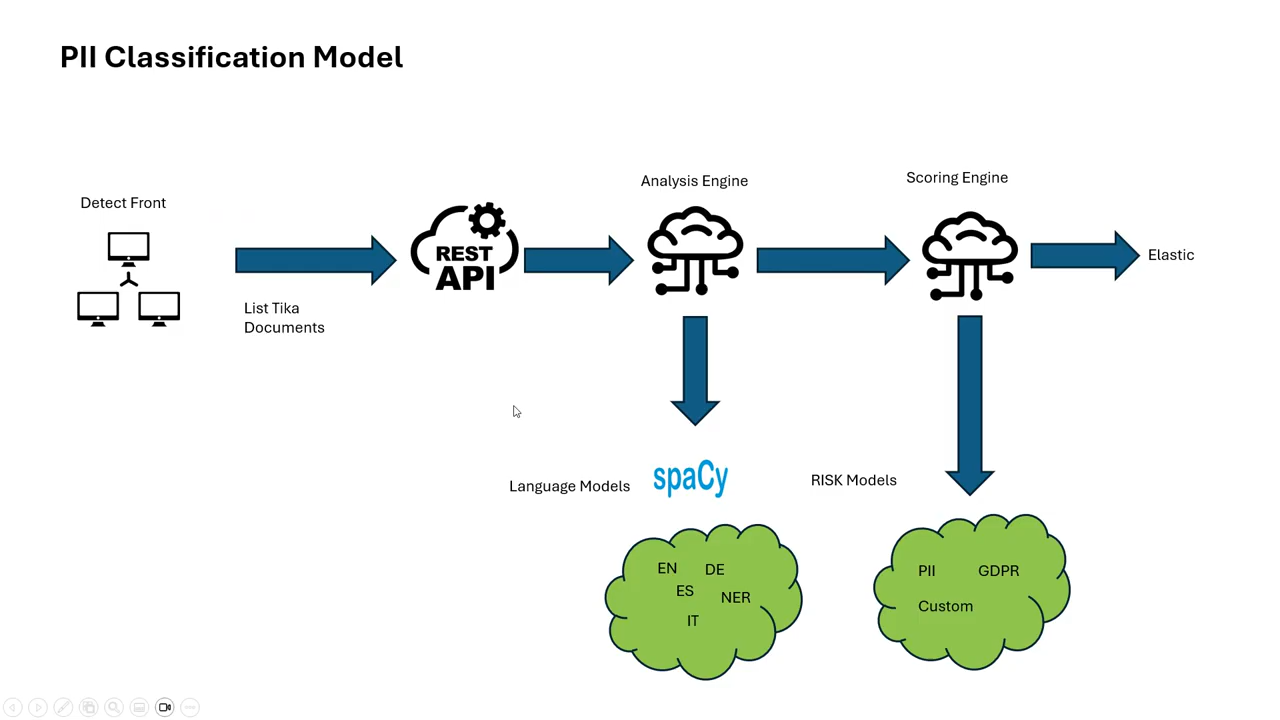 PII Classification Model
Detect Front
List Tika
Documents
REST
API
Analysis Engine
Scoring Engine
Elastic
Language Models
spaCy
RISK Models
EN
DE
ES
NER
IT
PII
GDPR
Custom